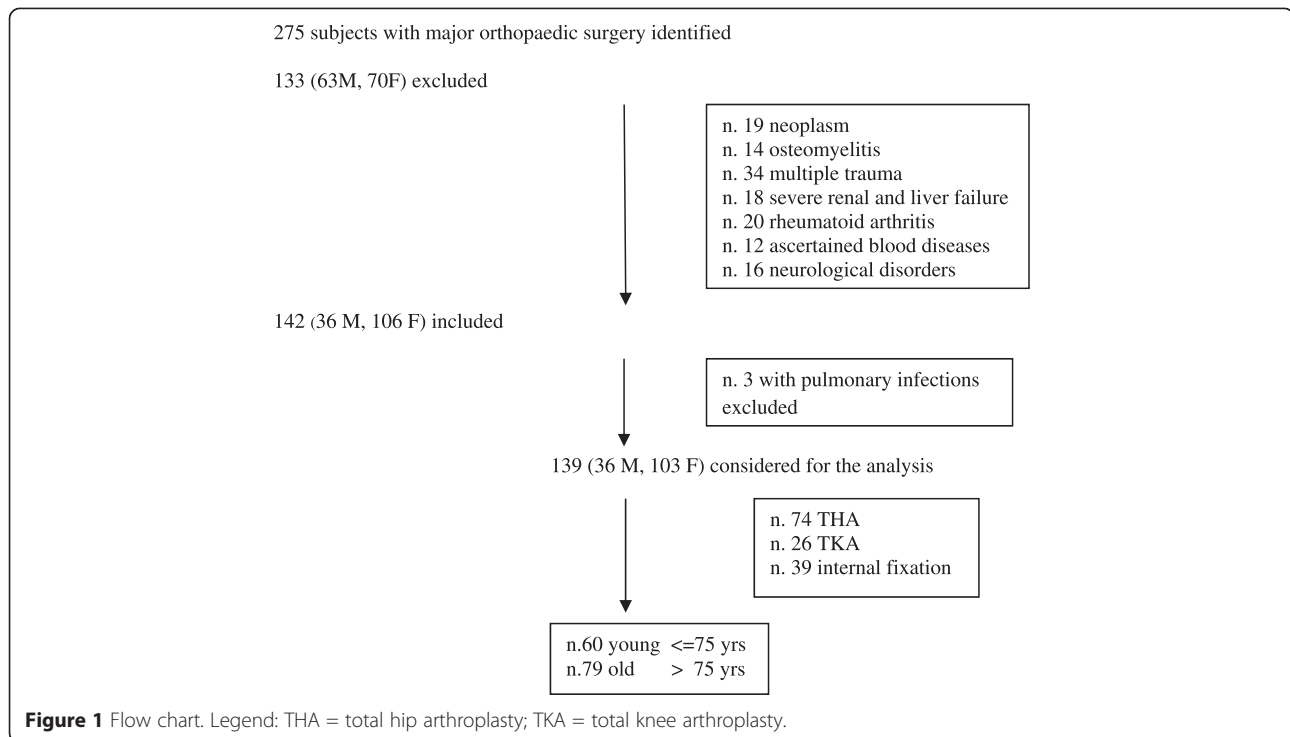 275 subjects with major orthopaedic surgery identified
133 (63M, 70F) excluded
n. 19 neoplasm
n. 14 osteomyelitis
n. 34 multiple trauma
n. 18 severe renal and liver failure
n. 20 rheumatoid arthritis
n. 12 ascertained blood diseases
n. 16 neurological disorders
142 (36 M, 106 F) included
n. 3 with pulmonary infections
excluded
139 (36 M, 103 F) considered for the analysis
n. 74 THA
n. 26 TKA
n. 39 internal fixation
n.60 young <=75 yrs
n.79 old > 75 yrs
Figure 1 Flow chart. Legend: THA = total hip arthroplasty; TKA = total knee arthroplasty.